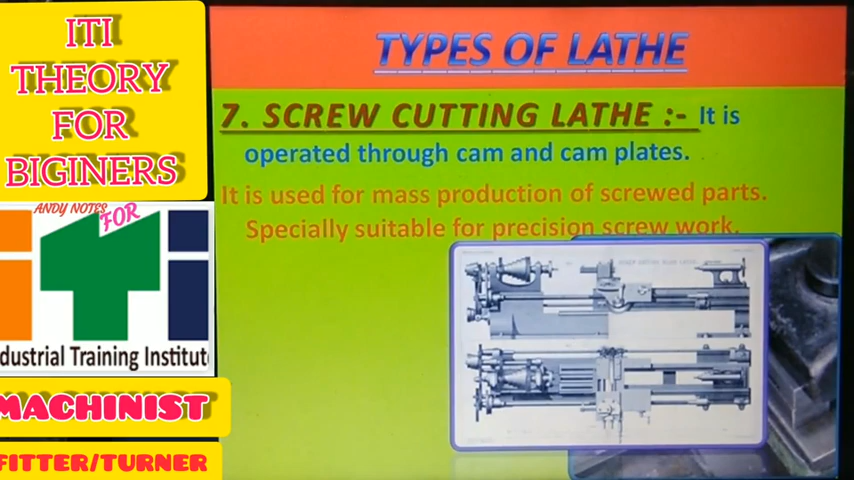 ITI
THEORY
FOR
BIGINERS
ANDY NOTES
FOR
iTi
ndustrial Training Institut
MACHINIST
FITTER/TURNER
TYPES OF LATHE
7. SCREW CUTTING LATHE :- It is
operated through cam and cam plates.
It is used for mass production of screwed parts.
Specially suitable for precision screw work.